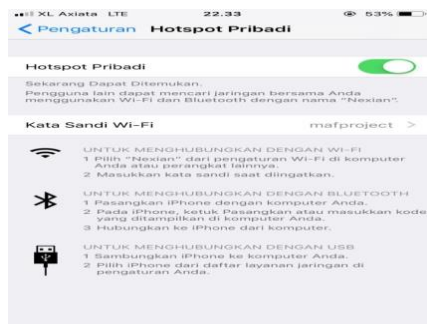 XL Axiata LTE 22.33 53%
Pengaturan Hotspot Pribadi
Hotspot Pribadi
Sekarang Dapat Ditemukan.
Pengguna lain dapat mencari jaringan bersama Anda
menggunakan Wi-Fi dan Bluetooth dengan nama “Nexian”.
Kata Sandi Wi-Fi mafproject >
UNTUK MENGHUBUNGKAN DENGAN WI-FI
1 Pilih “Nexian” dari pengaturan Wi-Fi di komputer
Anda atau perangkat lainnya.
2 Masukkan kata sandi saat diingatkan.
UNTUK MENGHUBUNGKAN DENGAN BLUETOOTH
1 Pasangkan iPhone dengan komputer Anda.
2 Pada iPhone, ketuk Pasangkan atau masukkan kode
yang ditampilkan di komputer Anda.
3 Hubungkan ke iPhone dari komputer.
UNTUK MENGHUBUNGKAN DENGAN USB
1 Sambungkan iPhone ke komputer Anda.
2 Pilih iPhone dari daftar layanan jaringan di
pengaturan Anda.